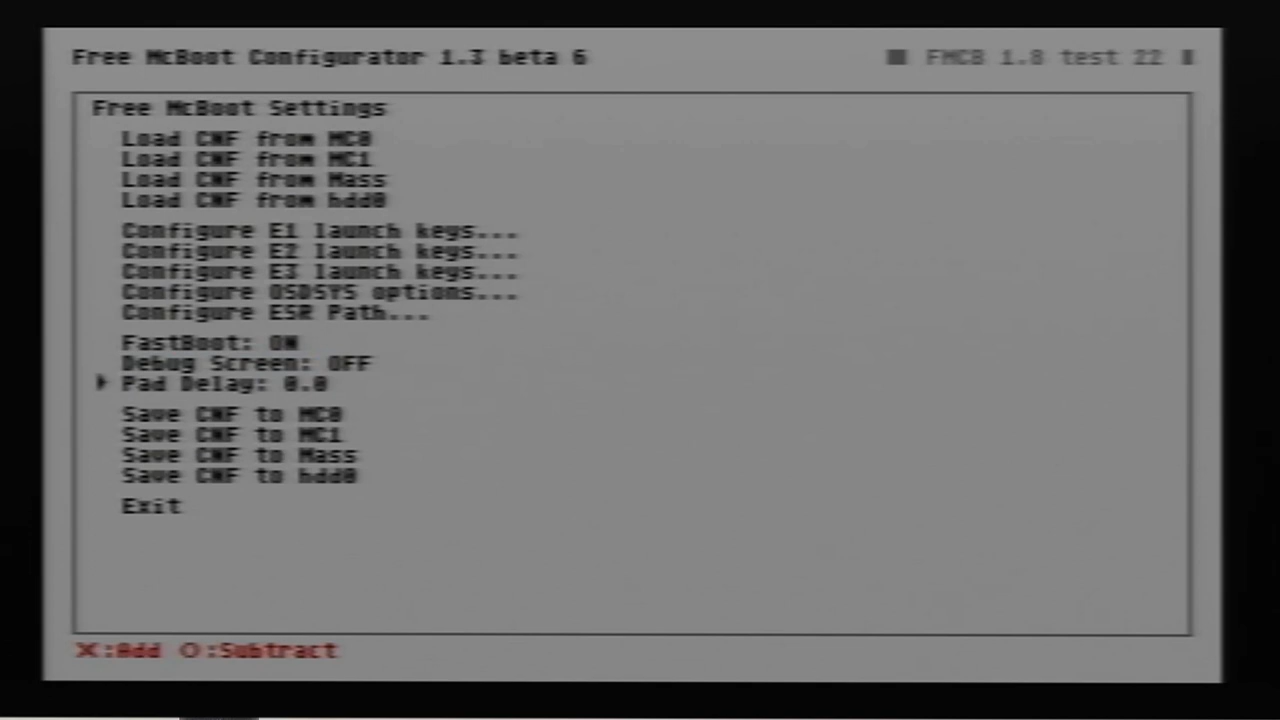 Free McBoot Configurator 1.3 beta 6
FMCB 1.8 test 22
Free McBoot Settings
Load CNF from MC0
Load CNF from MC1
Load CNF from Mass
Load CNF from hdd0
Configure E1 launch keys...
Configure E2 launch keys...
Configure E3 launch keys...
Configure OSDSYS options...
Configure ESR Path...
FastBoot: ON
Debug Screen: OFF
Pad Delay: 0.0
Save CNF to MC0
Save CNF to MC1
Save CNF to Mass
Save CNF to hdd0
Exit
✕:Add ○:Subtract